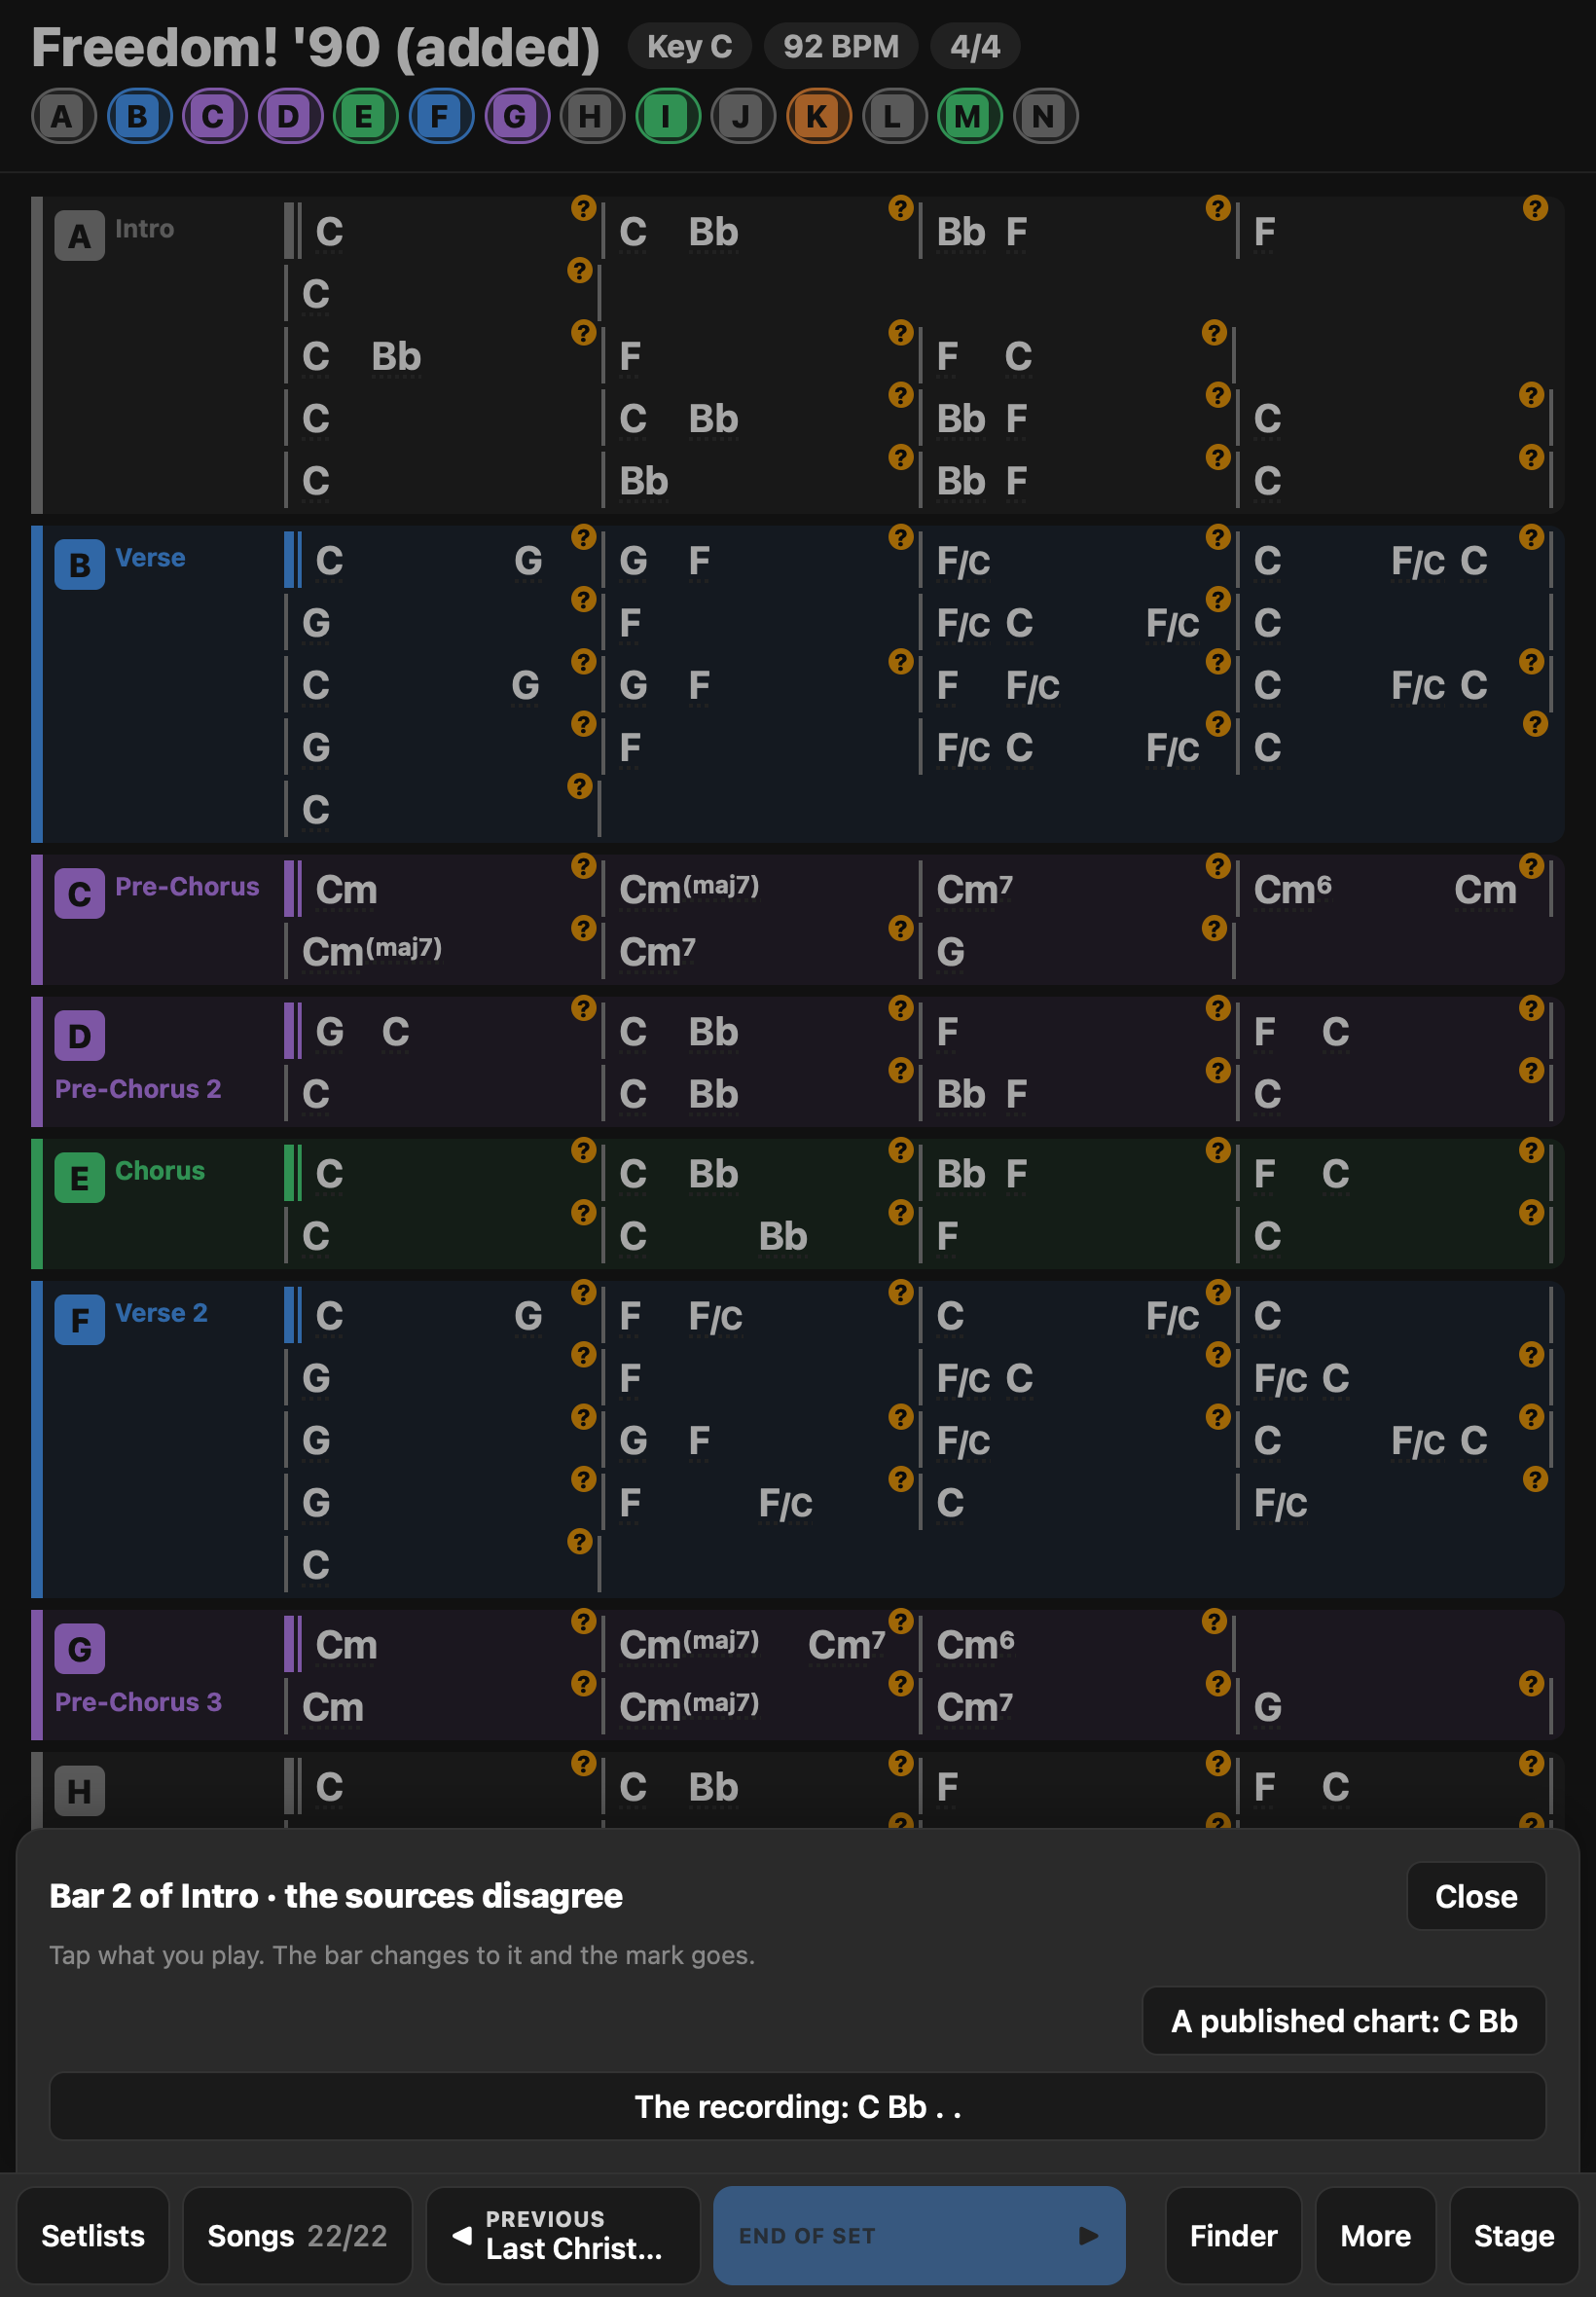 Freedom! '90 (added) Key C 92 BPM 4/4
A B C D E F G H I J K L M N
A Intro C ? C Bb ? Bb F ? F ?
C ?
C Bb ? F ? F C ?
C C Bb ? Bb F ? C ?
C Bb ? Bb F ? C ?
B Verse C G ? G F ? F/C ? C F/C C ?
G ? F F/C C F/C ? C
C G ? G F ? F F/C ? C F/C C ?
G ? F F/C C F/C ? C ?
C ?
C Pre-Chorus Cm ? Cm(maj7) Cm7 ? Cm6 Cm ?
Cm(maj7) ? Cm7 ? G ?
D G C ? C Bb ? F ? F C ?
Pre-Chorus 2 C C Bb ? Bb F ? C ?
E Chorus C ? C Bb ? Bb F ? F C ?
C ? C Bb ? F C ?
F Verse 2 C G ? F F/C ? C F/C ? C
G ? F F/C C ? F/C C ?
G ? G F ? F/C ? C F/C C ?
G ? F F/C ? C F/C ?
C ?
G Cm ? Cm(maj7) Cm7 ? Cm6 ?
Pre-Chorus 3 Cm ? Cm(maj7) ? Cm7 ? G ?
H C ? C Bb ? F ? F C ?
? ? ?
Bar 2 of Intro · the sources disagree Close
Tap what you play. The bar changes to it and the mark goes.
A published chart: C Bb
The recording: C Bb . .
Setlists Songs 22/22 ◀ PREVIOUS END OF SET ▶ Finder More Stage
Last Christ...